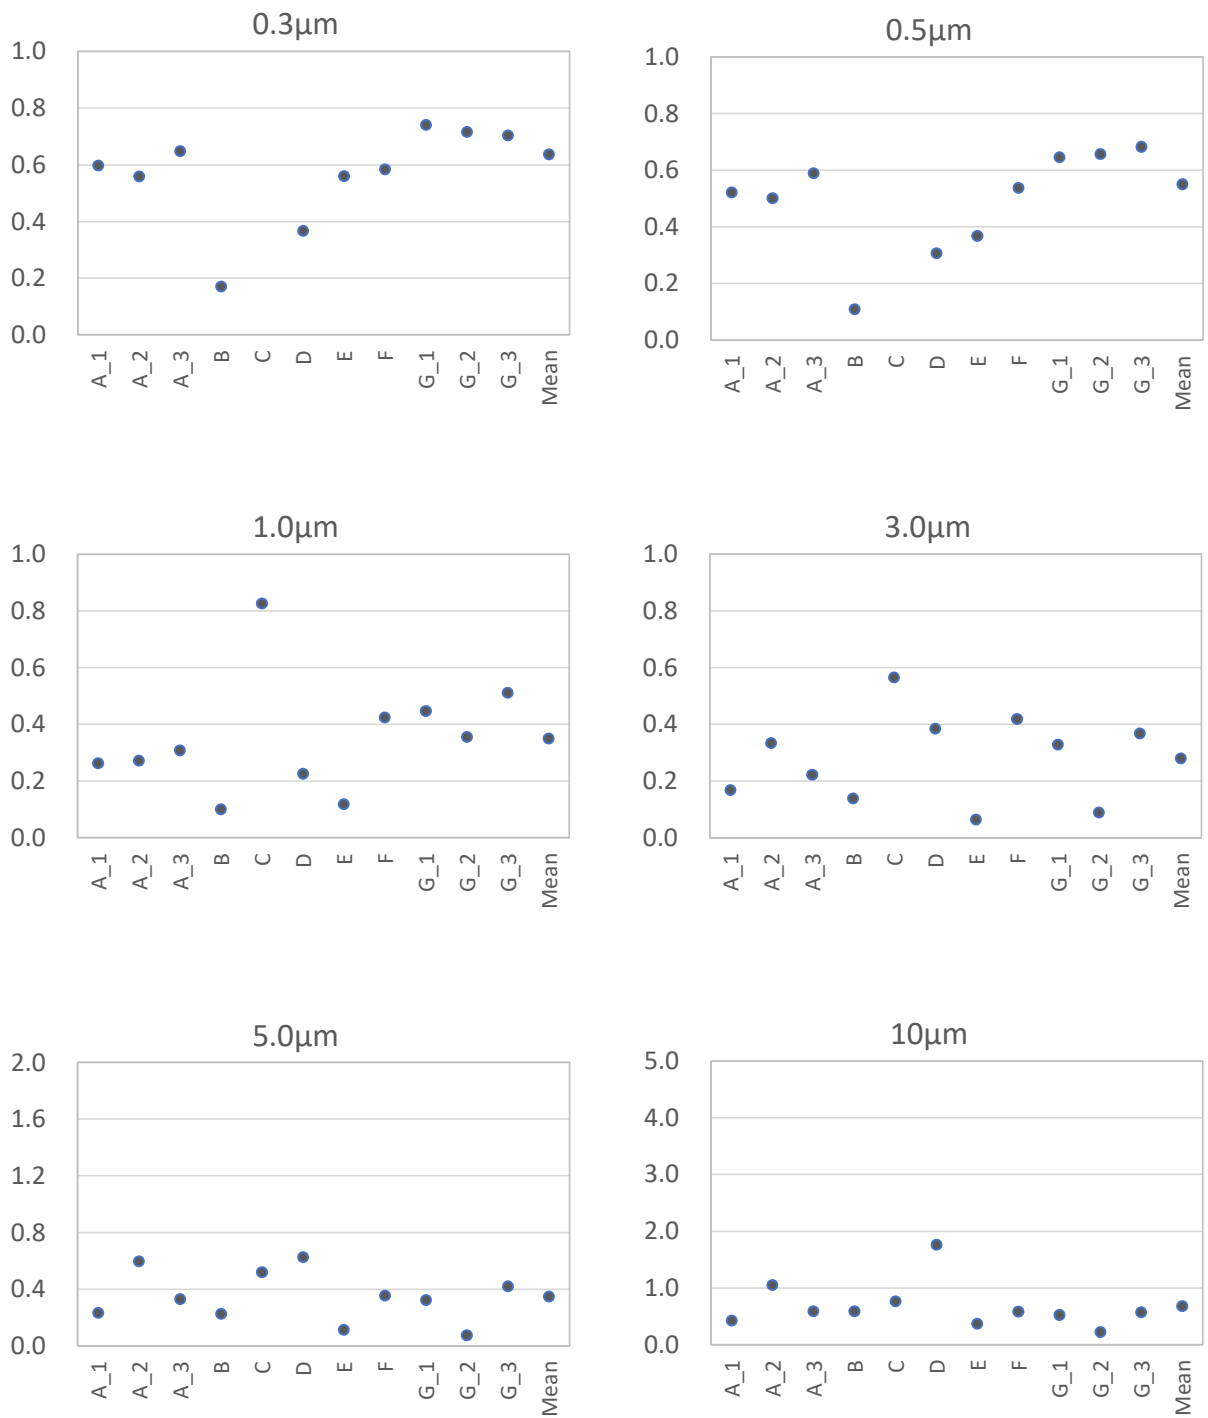 0.3µm
1.0
0.8
0.6
0.4
0.2
0.0
A_1
A_2
A_3
B
C
D
E
F
G_1
G_2
G_3
Mean
0.5µm
1.0
0.8
0.6
0.4
0.2
0.0
A_1
A_2
A_3
B
C
D
E
F
G_1
G_2
G_3
Mean
1.0µm
1.0
0.8
0.6
0.4
0.2
0.0
A_1
A_2
A_3
B
C
D
E
F
G_1
G_2
G_3
Mean
3.0µm
1.0
0.8
0.6
0.4
0.2
0.0
A_1
A_2
A_3
B
C
D
E
F
G_1
G_2
G_3
Mean
5.0µm
2.0
1.6
1.2
0.8
0.4
0.0
A_1
A_2
A_3
B
C
D
E
F
G_1
G_2
G_3
Mean
10µm
5.0
4.0
3.0
2.0
1.0
0.0
A_1
A_2
A_3
B
C
D
E
F
G_1
G_2
G_3
Mean